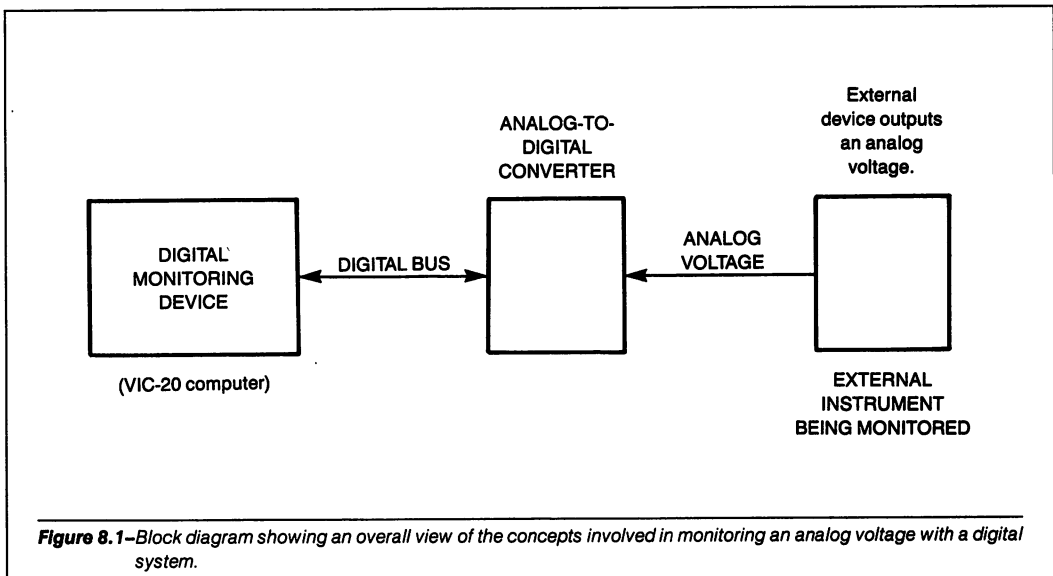 External
device outputs
an analog
voltage.
ANALOG-TO-
DIGITAL
CONVERTER
DIGITAL
MONITORING
DEVICE
DIGITAL BUS
ANALOG
VOLTAGE
(VIC-20 computer)
EXTERNAL
INSTRUMENT
BEING MONITORED
Figure 8.1–Block diagram showing an overall view of the concepts involved in monitoring an analog voltage with a digital
system.